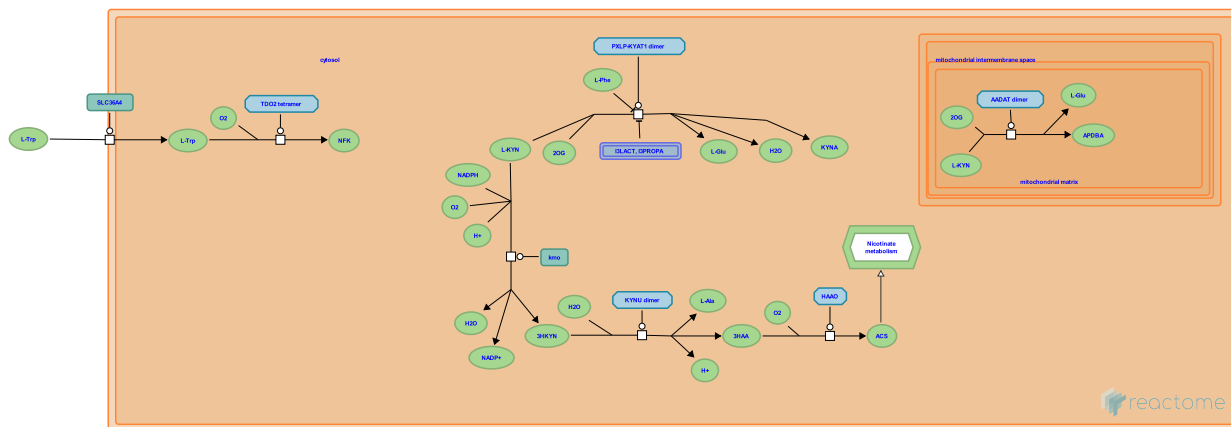 cytosol
PXLP-KYAT1 dimer
mitochondrial intermembrane space
L-Phe
SLC36A4
TDO2 tetramer
AADAT dimer
L-Glu
O2
2OG
L-Trp
L-Trp
NFK
L-KYN
2OG
I3LACT, I3PROPA
L-Glu
H2O
KYNA
APDBA
L-KYN
NADPH
mitochondrial matrix
O2
H+
Nicotinate
metabolism
kmo
H2O
KYNU dimer
L-Ala
HAAO
O2
H2O
3HKYN
3HAA
ACS
NADP+
H+
reactome